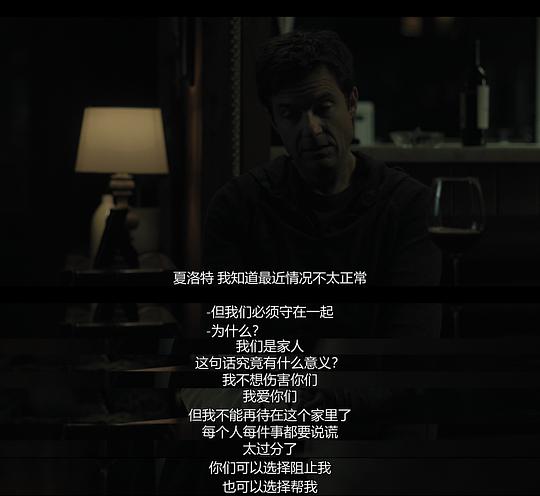 夏洛特 我知道最近情况不太正常
-但我们必须守在一起
-为什么?
我们是家人
这句话究竟有什么意义?
我不想伤害你们
我爱你们
但我不能再待在这个家里了
每个人每件事都要说谎
太过分了
你们可以选择阻止我
也可以选择帮我